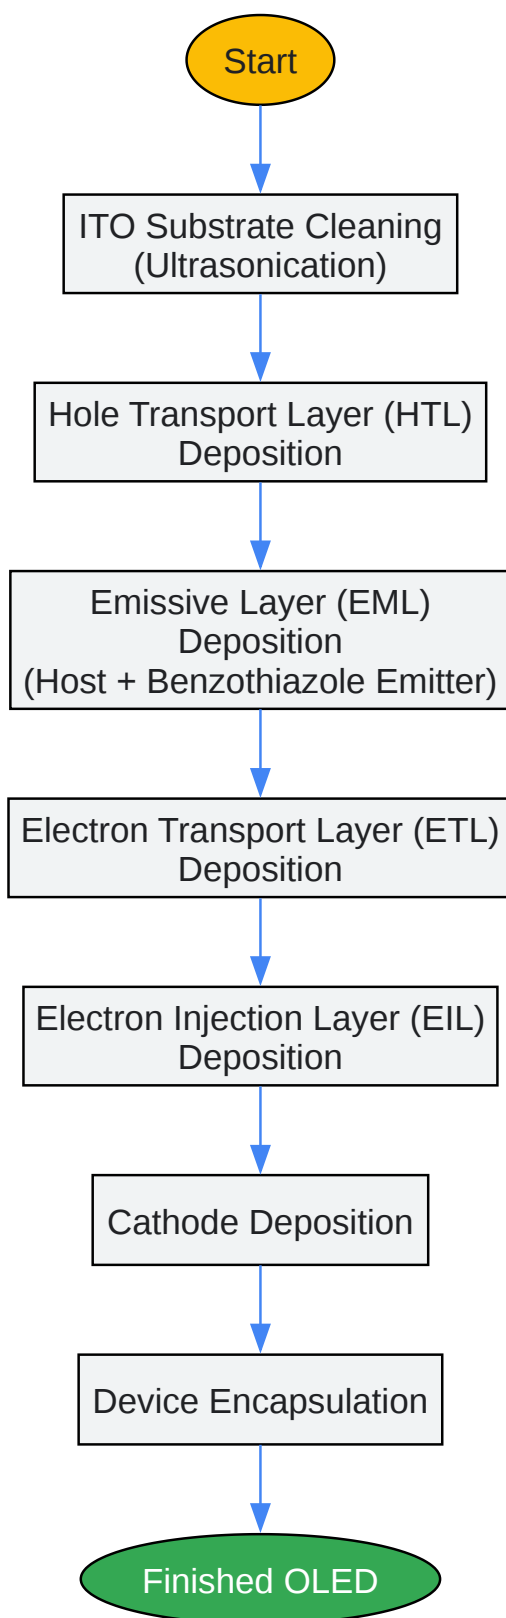 Start
ITO Substrate Cleaning
(Ultrasonication)
Hole Transport Layer (HTL)
Deposition
Emissive Layer (EML)
Deposition
(Host + Benzothiazole Emitter)
Electron Transport Layer (ETL)
Deposition
Electron Injection Layer (EIL)
Deposition
Cathode Deposition
Device Encapsulation
Finished OLED